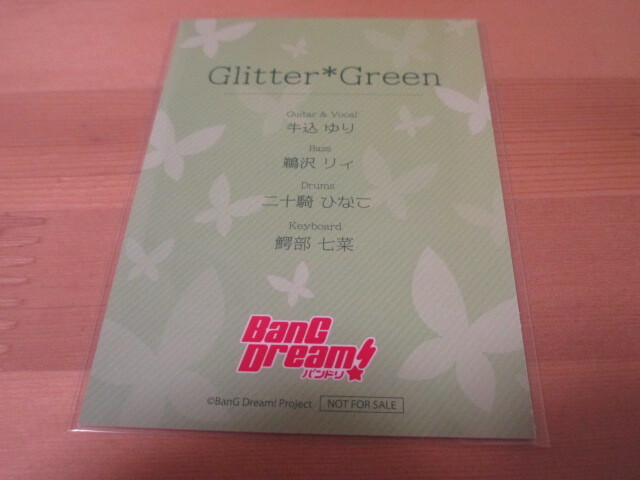 Glitter*Green
Guitar & Vocal
牛込 ゆり
Bass
鵜沢 リィ
Drums
二十騎 ひなこ
Keyboard
鰐部 七菜
BanG
Dream!
バンドリ
©BanG Dream! Project NOT FOR SALE